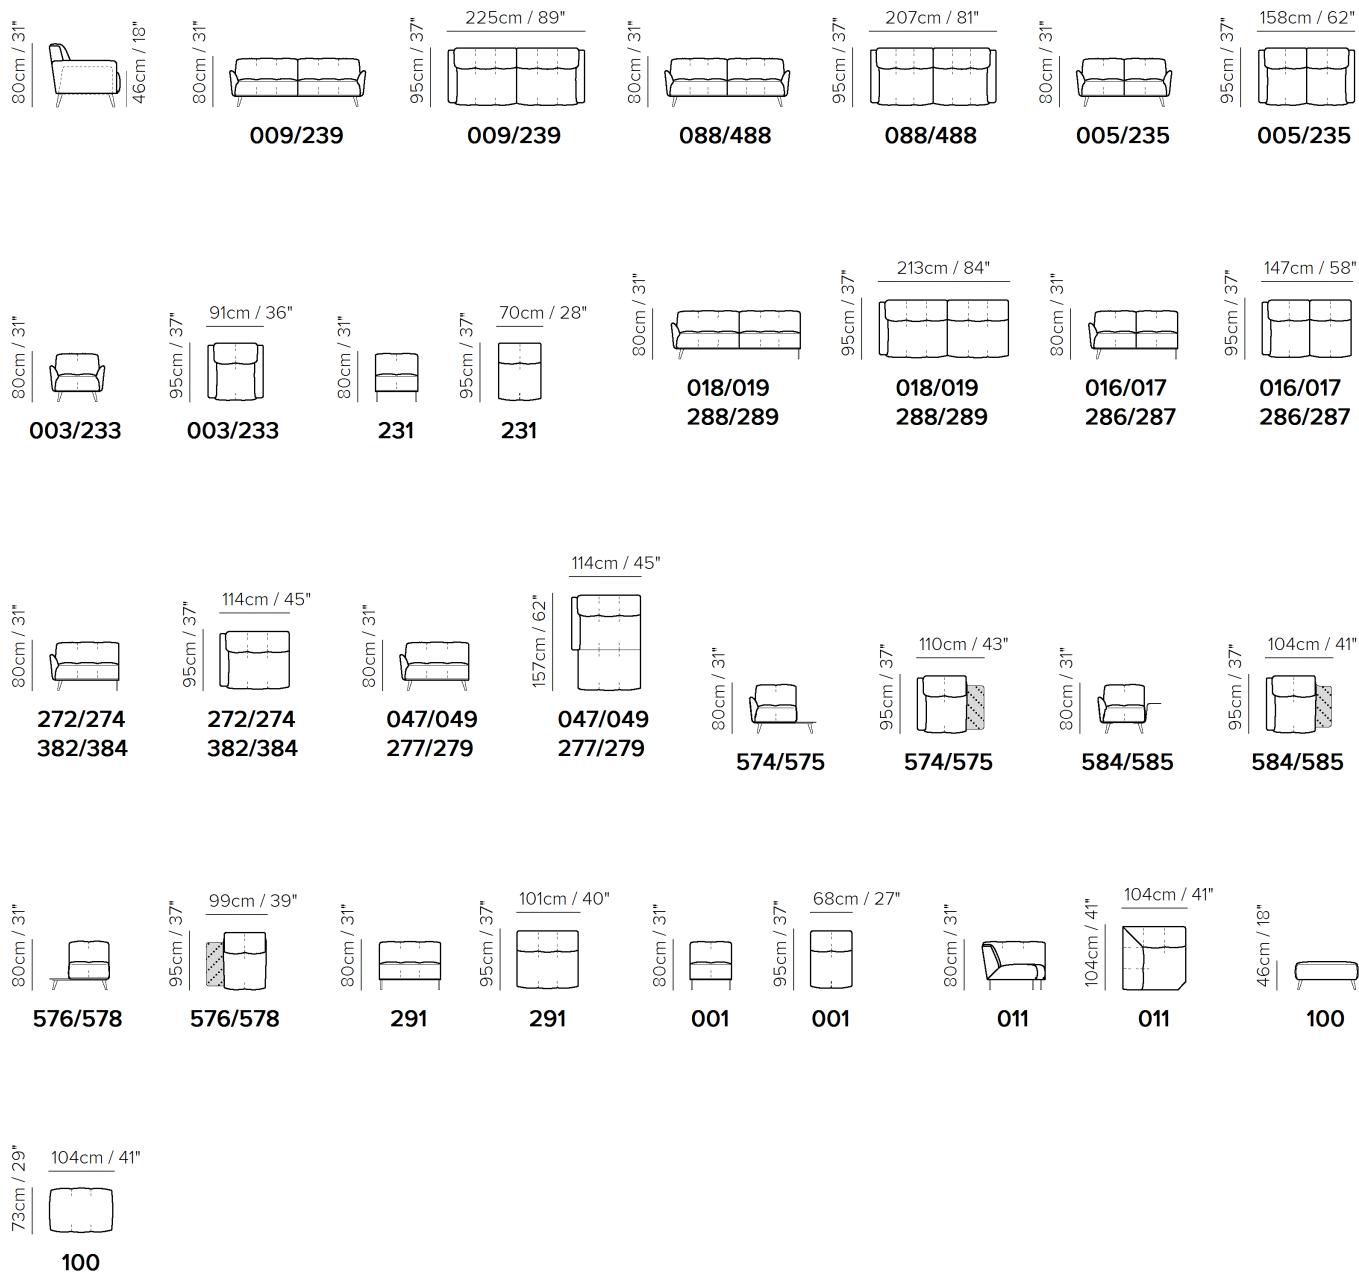 80cm / 31"
46cm / 18"
80cm / 31"
009/239
95cm / 37"
225cm / 89"
009/239
80cm / 31"
088/488
95cm / 37"
207cm / 81"
088/488
80cm / 31"
005/235
95cm / 37"
158cm / 62"
005/235
80cm / 31"
003/233
95cm / 37"
91cm / 36"
003/233
80cm / 31"
231
95cm / 37"
70cm / 28"
231
80cm / 31"
018/019
288/289
95cm / 37"
213cm / 84"
018/019
288/289
80cm / 31"
016/017
286/287
95cm / 37"
147cm / 58"
016/017
286/287
80cm / 31"
272/274
382/384
95cm / 37"
114cm / 45"
272/274
382/384
80cm / 31"
047/049
277/279
157cm / 62"
114cm / 45"
047/049
277/279
80cm / 31"
574/575
95cm / 37"
110cm / 43"
574/575
80cm / 31"
584/585
95cm / 37"
104cm / 41"
584/585
80cm / 31"
576/578
95cm / 37"
99cm / 39"
576/578
80cm / 31"
291
95cm / 37"
101cm / 40"
291
80cm / 31"
001
95cm / 37"
68cm / 27"
001
80cm / 31"
011
104cm / 41"
104cm / 41"
011
46cm / 18"
100
73cm / 29"
104cm / 41"
100